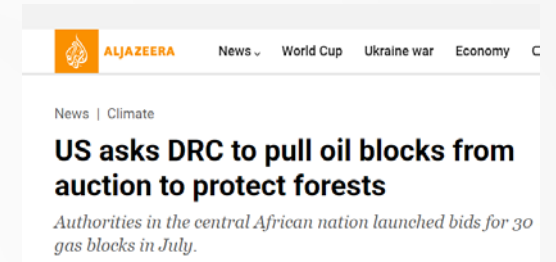 ALJAZEERA News World Cup Ukraine war Economy
News | Climate
US asks DRC to pull oil blocks from
auction to protect forests
Authorities in the central African nation launched bids for 30
gas blocks in July.